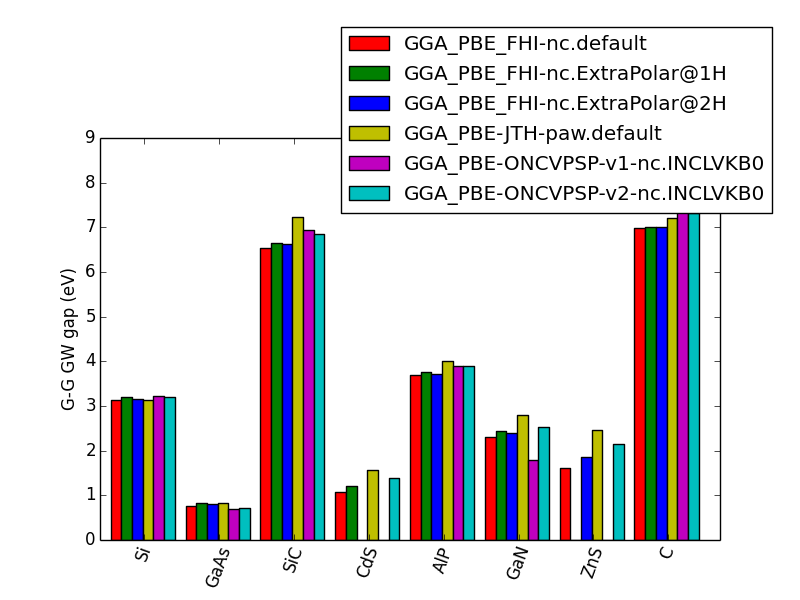 GGA_PBE_FHI-nc.default
GGA_PBE_FHI-nc.ExtraPolar@1H
GGA_PBE_FHI-nc.ExtraPolar@2H
GGA_PBE-JTH-paw.default
GGA_PBE-ONCVPSP-v1-nc.INCLVKB0
GGA_PBE-ONCVPSP-v2-nc.INCLVKB0
9
8
7
6
5
4
3
2
1
0
G-G GW gap (eV)
Si
GaAs
SiC
CdS
AlP
GaN
ZnS
C